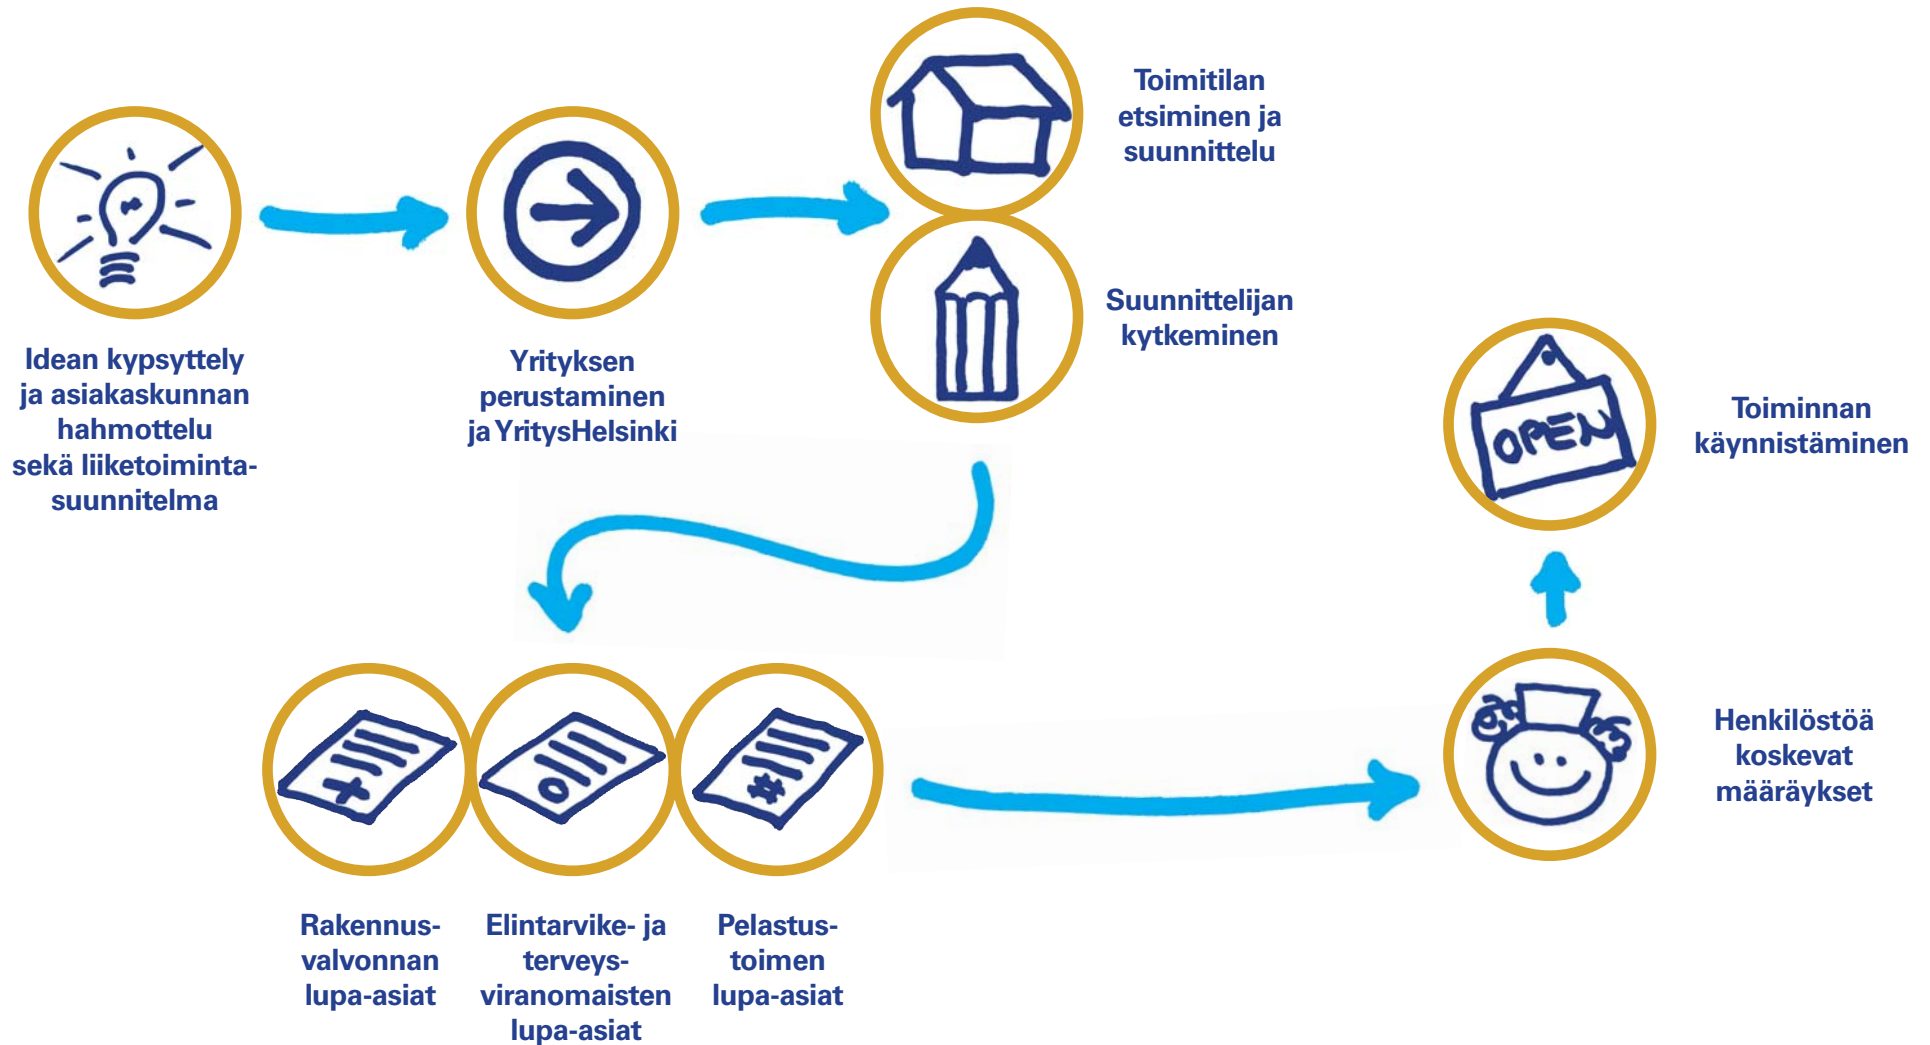 Idean kypsyttely
ja asiakaskunnan
hahmottelu
sekä liiketoiminta-
suunnitelma
Yrityksen
perustaminen
ja YritysHelsinki
Toimitilan
etsiminen ja
suunnittelu
Suunnittelijan
kytkeminen
Rakennus-
valvonnan
lupa-asiat
Elintarvike- ja
terveys-
viranomaisten
lupa-asiat
Pelastus-
toimen
lupa-asiat
Henkilöstöä
koskevat
määräykset
OPEN
Toiminnan
käynnistäminen